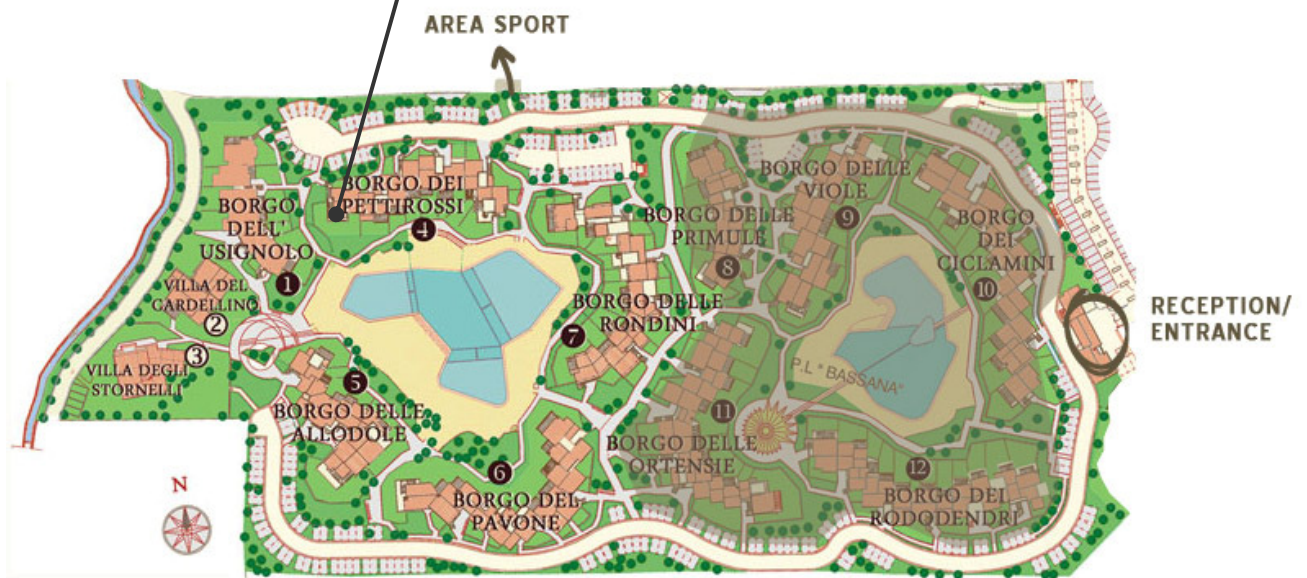 AREA SPORT
BORGO DEI
PETTIROSSI
4
BORGO
DELL'
USIGNOLO
1
VILLA DEL
CARDELLINO
2
3
VILLA DEGLI
STORNELLI
5
BORGO DELLE
ALLODOLE
6
BORGO DEL
PAVONE
7
BORGO DELLE
RONDINI
BORGO DELLE
PRIMULE
8
BORGO DELLE
VIOLE
9
BORGO
DEI
CICLAMINI
10
RECEPTION/
ENTRANCE
P.L " BASSANA"
11
BORGO DELLE
ORTENSIE
12
BORGO DEI
RODODENDRI
N